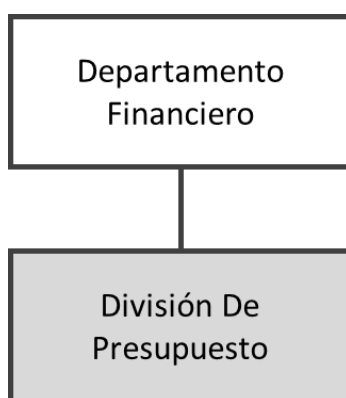 Departamento
Financiero
División De
Presupuesto